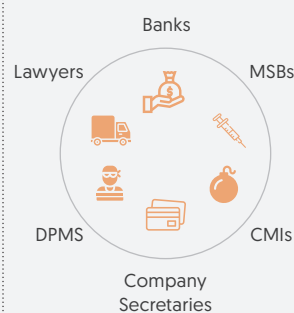 Banks
Lawyers
MSBs
DPMS
CMIs
Company
Secretaries